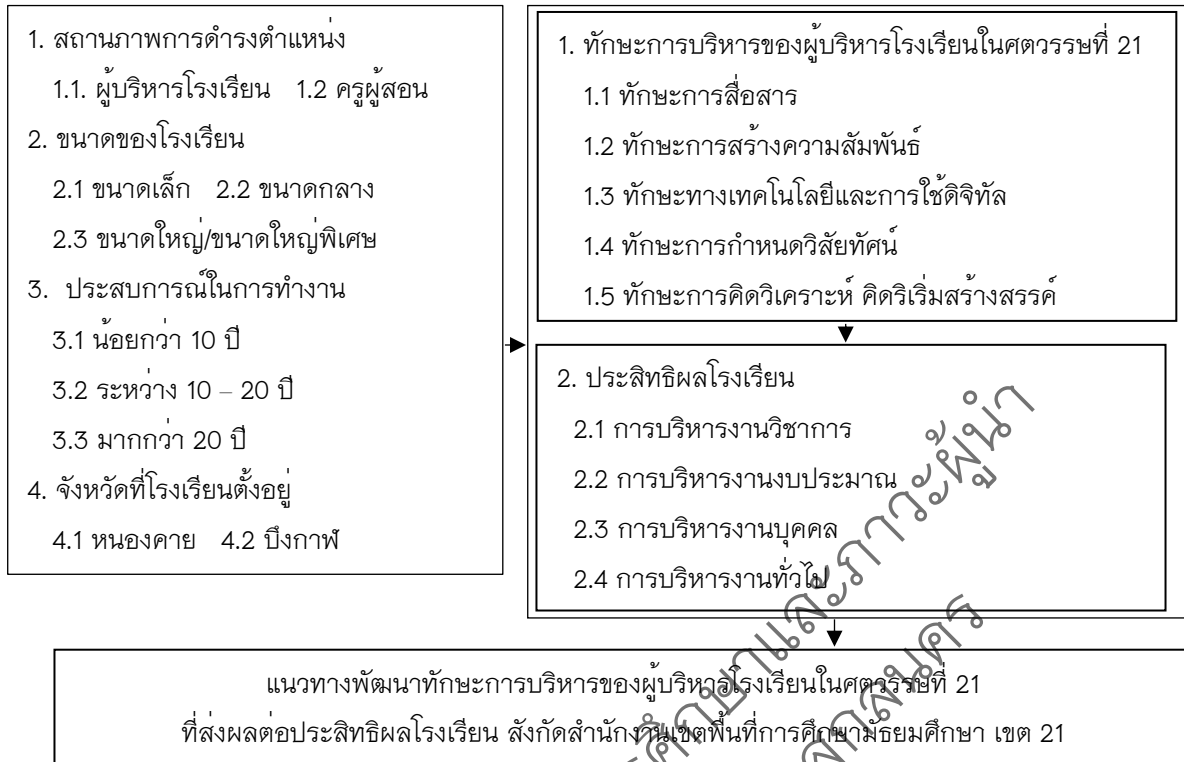 1. สถานภาพการดำรงตำแหน่ง
1.1. ผู้บริหารโรงเรียน 1.2 ครูผู้สอน
2. ขนาดของโรงเรียน
2.1 ขนาดเล็ก 2.2 ขนาดกลาง
2.3 ขนาดใหญ่/ขนาดใหญ่พิเศษ
3. ประสบการณ์ในการทำงาน
3.1 น้อยกว่า 10 ปี
3.2 ระหว่าง 10 – 20 ปี
3.3 มากกว่า 20 ปี
4. จังหวัดที่โรงเรียนตั้งอยู่
4.1 หนองคาย 4.2 บึงกาฬ
1. ทักษะการบริหารของผู้บริหารโรงเรียนในศตวรรษที่ 21
1.1 ทักษะการสื่อสาร
1.2 ทักษะการสร้างความสัมพันธ์
1.3 ทักษะทางเทคโนโลยีและการใช้ดิจิทัล
1.4 ทักษะการกำหนดวิสัยทัศน์
1.5 ทักษะการคิดวิเคราะห์ คิดริเริ่มสร้างสรรค์
2. ประสิทธิผลโรงเรียน
2.1 การบริหารงานวิชาการ
2.2 การบริหารงานงบประมาณ
2.3 การบริหารงานบุคคล
2.4 การบริหารงานทั่วไป
แนวทางพัฒนาทักษะการบริหารของผู้บริหารโรงเรียนในศตวรรษที่ 21
ที่ส่งผลต่อประสิทธิผลโรงเรียน สังกัดสำนักงานเขตพื้นที่การศึกษามัธยมศึกษา เขต 21